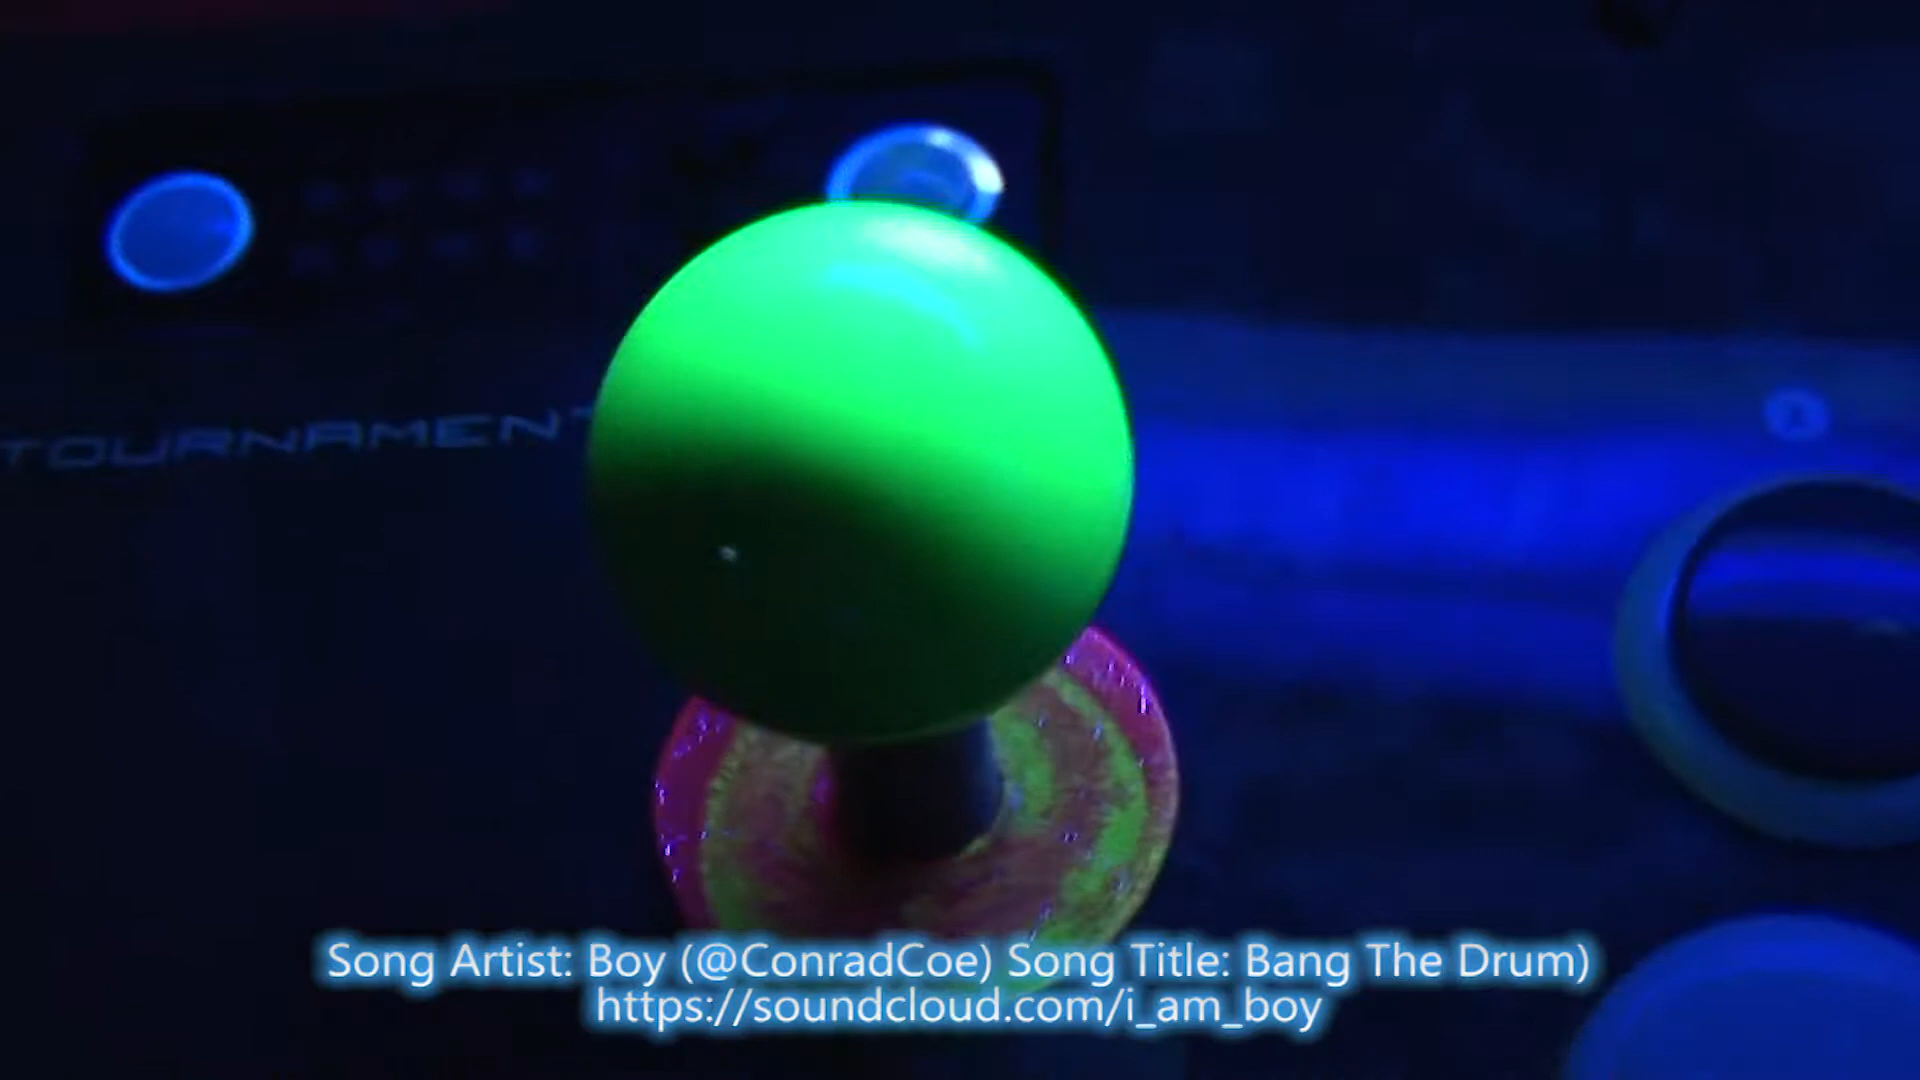 TOURNAMENT
Song Artist: Boy (@ConradCoe) Song Title: Bang The Drum)
https://soundcloud.com/i_am_boy